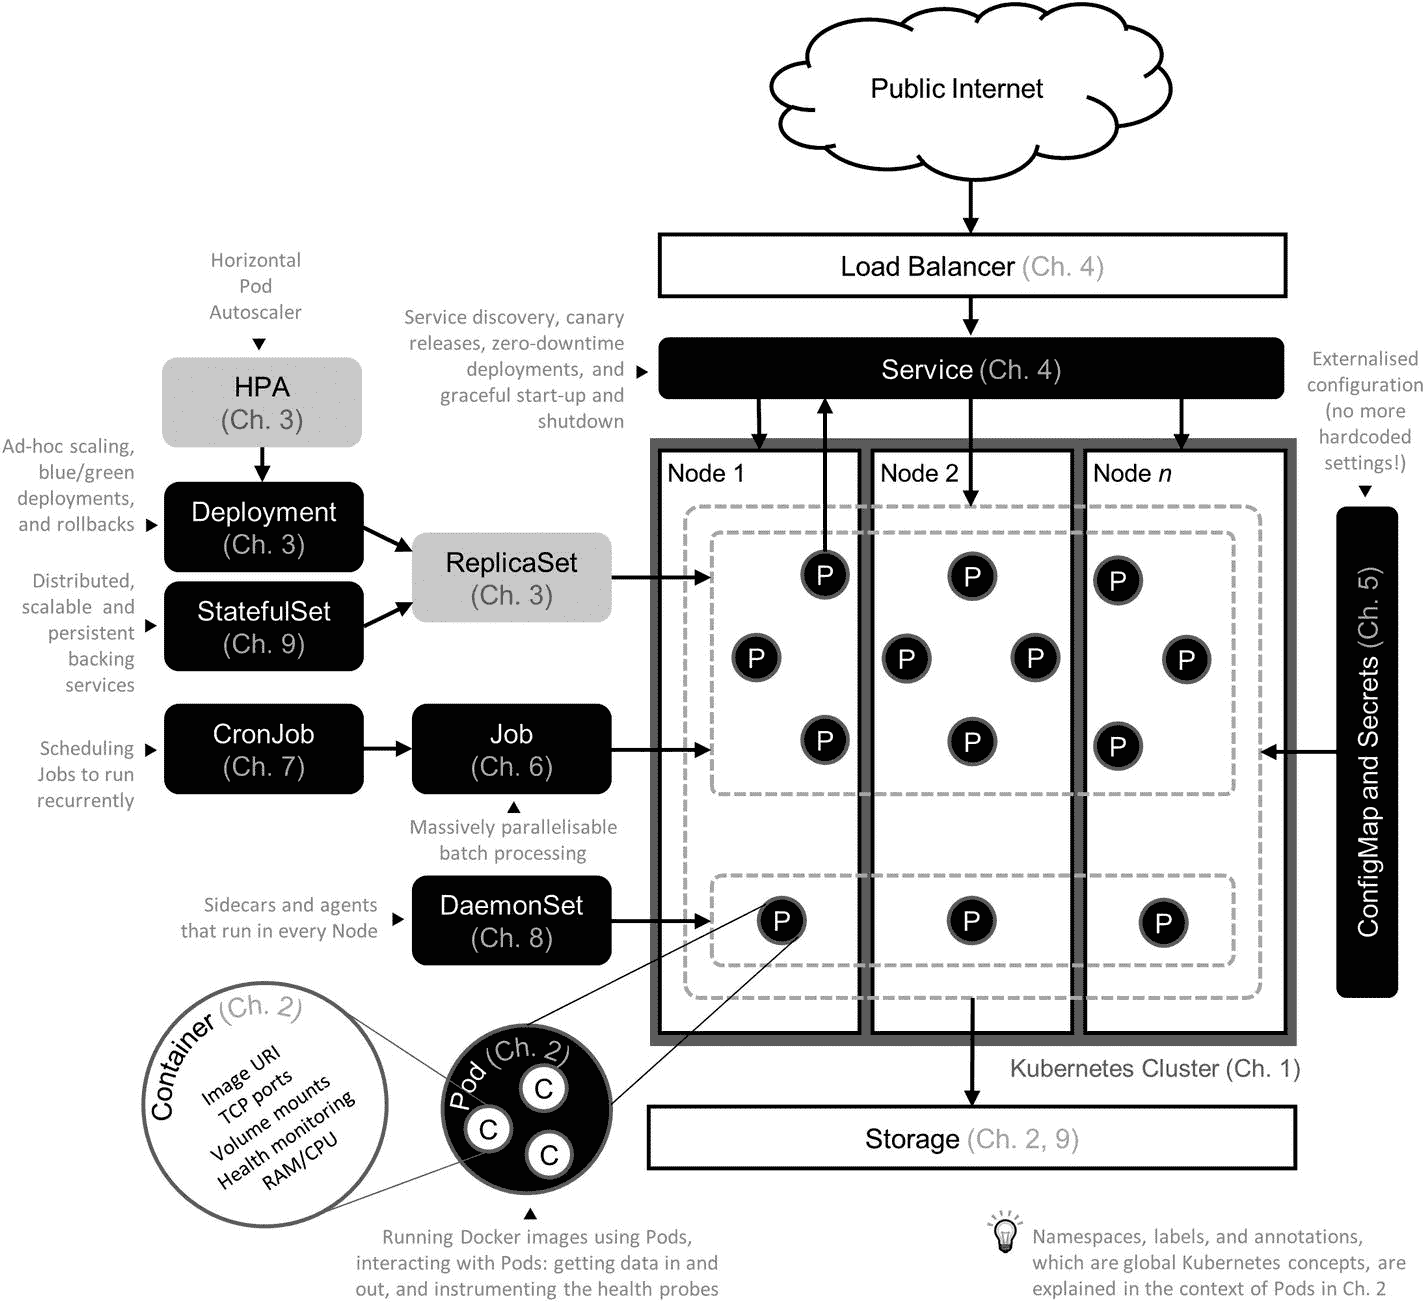 Public Internet
Load Balancer (Ch. 4)
Horizontal
Pod
Autoscaler
Service discovery, canary
releases, zero-downtime
deployments, and
graceful start-up and
shutdown
Service (Ch. 4)
Externalised
configuration
(no more
hardcoded
settings!)
HPA
(Ch. 3)
Ad-hoc scaling,
blue/green
deployments,
and rollbacks
Deployment
(Ch. 3)
Distributed,
scalable and
persistent
backing
services
StatefulSet
(Ch. 9)
ReplicaSet
(Ch. 3)
Scheduling
Jobs to run
recurrently
CronJob
(Ch. 7)
Job
(Ch. 6)
Massively parallelisable
batch processing
Sidecars and agents
that run in every Node
DaemonSet
(Ch. 8)
Node 1
Node 2
Node n
P
P
P
P
P
P
P
P
P
P
P
P
P
ConfigMap and Secrets (Ch. 5)
Kubernetes Cluster (Ch. 1)
Storage (Ch. 2, 9)
Container (Ch. 2)
Image URI
TCP ports
Volume mounts
Health monitoring
RAM/CPU
Pod (Ch. 2)
C
C
C
Running Docker images using Pods,
interacting with Pods: getting data in and
out, and instrumenting the health probes
Namespaces, labels, and annotations,
which are global Kubernetes concepts, are
explained in the context of Pods in Ch. 2